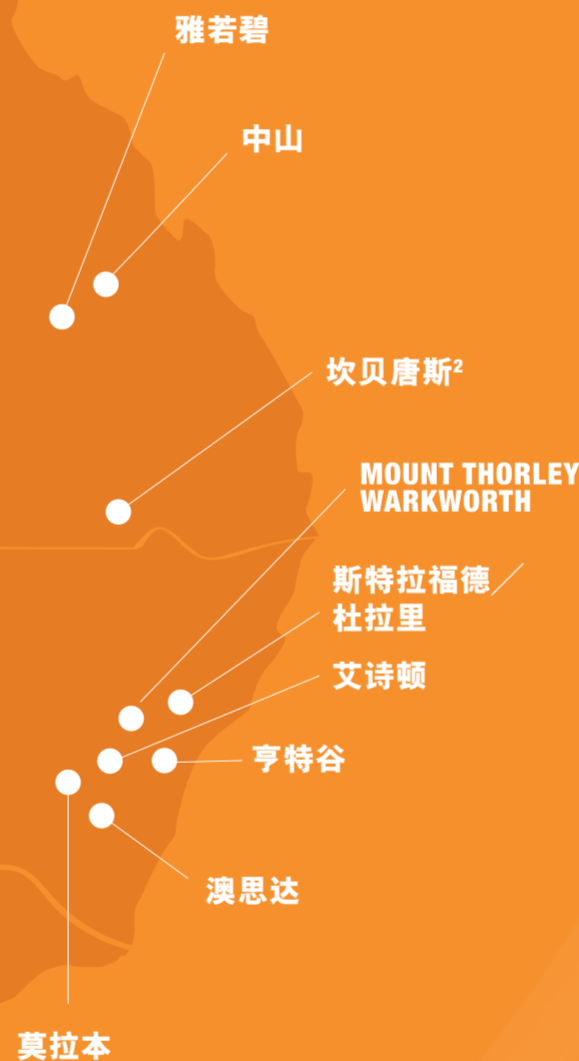 雅若碧
中山
坎贝唐斯²
MOUNT THORLEY
WARKWORTH
斯特拉福德／
杜拉里
艾诗顿
亨特谷
澳思达
莫拉本